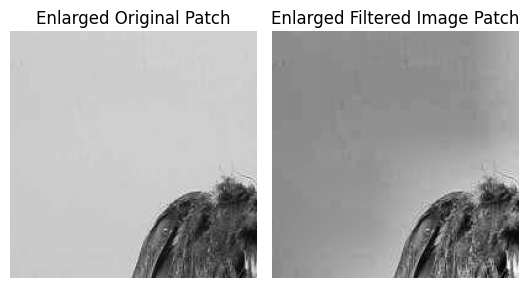 Enlarged Original Patch
Enlarged Filtered Image Patch